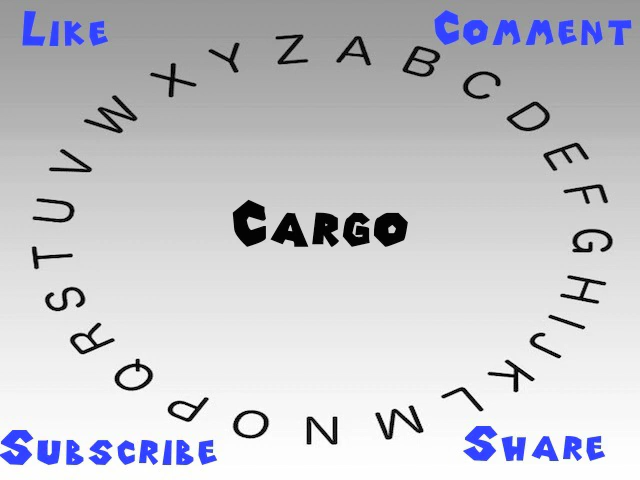 Like
Comment
A B C D E F G H I J K L M N O P Q R S T U V W X Y Z
Cargo
Subscribe
Share